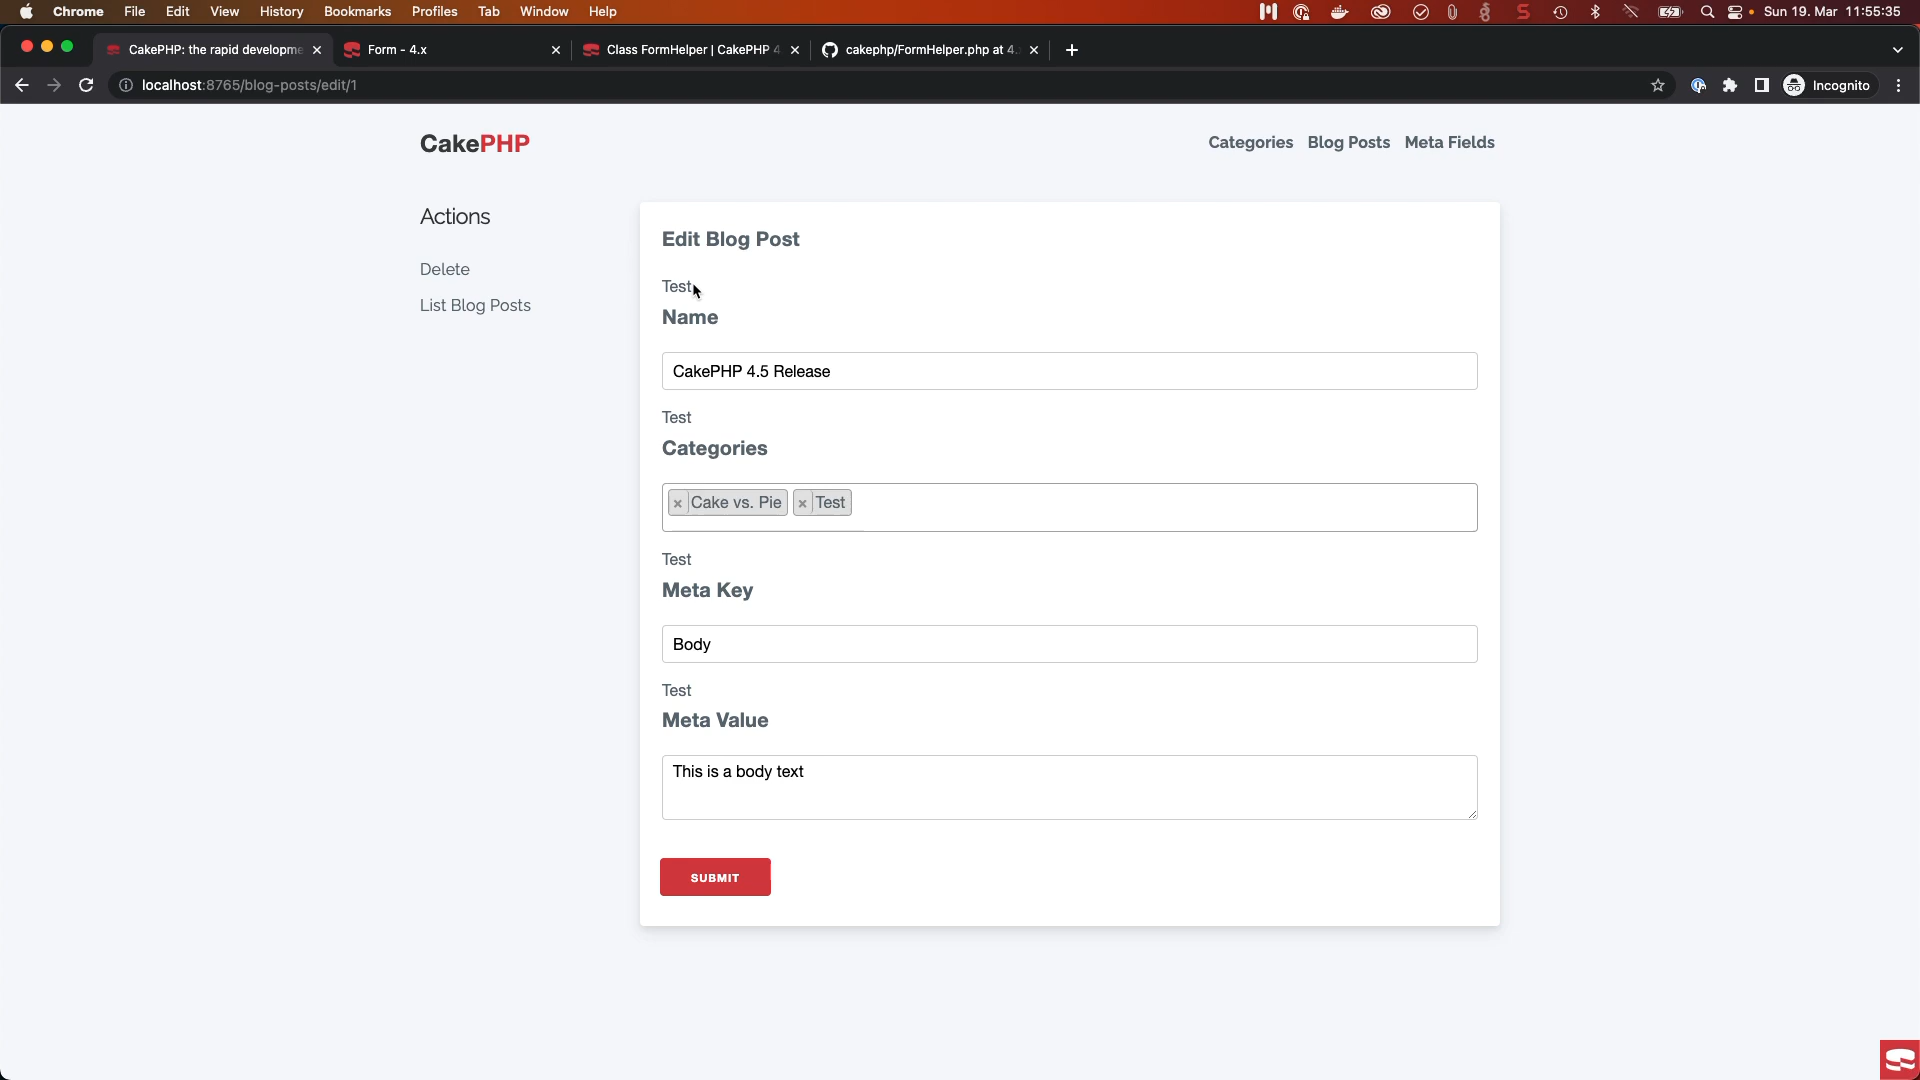 Chrome File Edit View History Bookmarks Profiles Tab Window Help Sun 19. Mar 11:55:35
CakePHP: the rapid developme Form - 4.x Class FormHelper | CakePHP 4 cakephp/FormHelper.php at 4.
localhost:8765/blog-posts/edit/1 Incognito
CakePHP Categories Blog Posts Meta Fields
Actions
Delete
List Blog Posts
Edit Blog Post
Test
Name
CakePHP 4.5 Release
Test
Categories
× Cake vs. Pie × Test
Test
Meta Key
Body
Test
Meta Value
This is a body text
SUBMIT